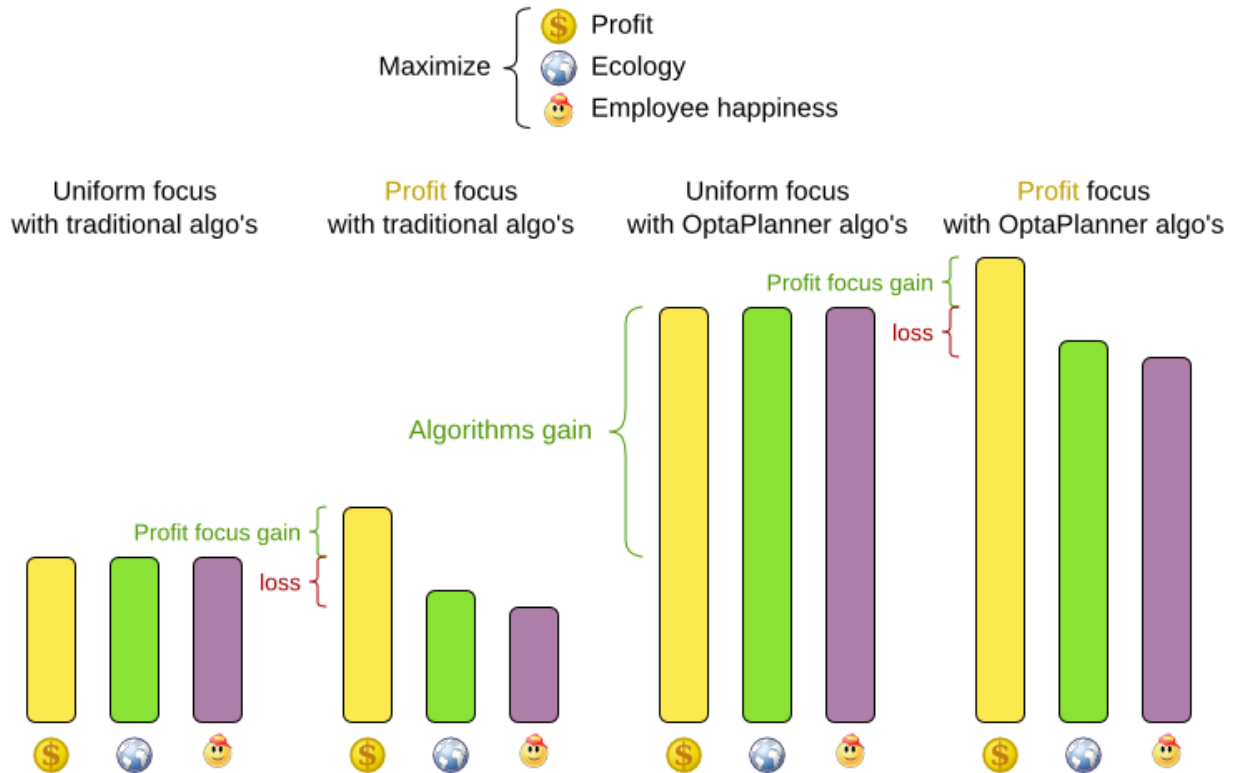 Maximize
Profit
Ecology
Employee happiness
Uniform focus
with traditional algo's
Profit focus
with traditional algo's
Uniform focus
with OptaPlanner algo's
Profit focus
with OptaPlanner algo's
Profit focus gain
loss
Algorithms gain
Profit focus gain
loss
$
$
$
$
$